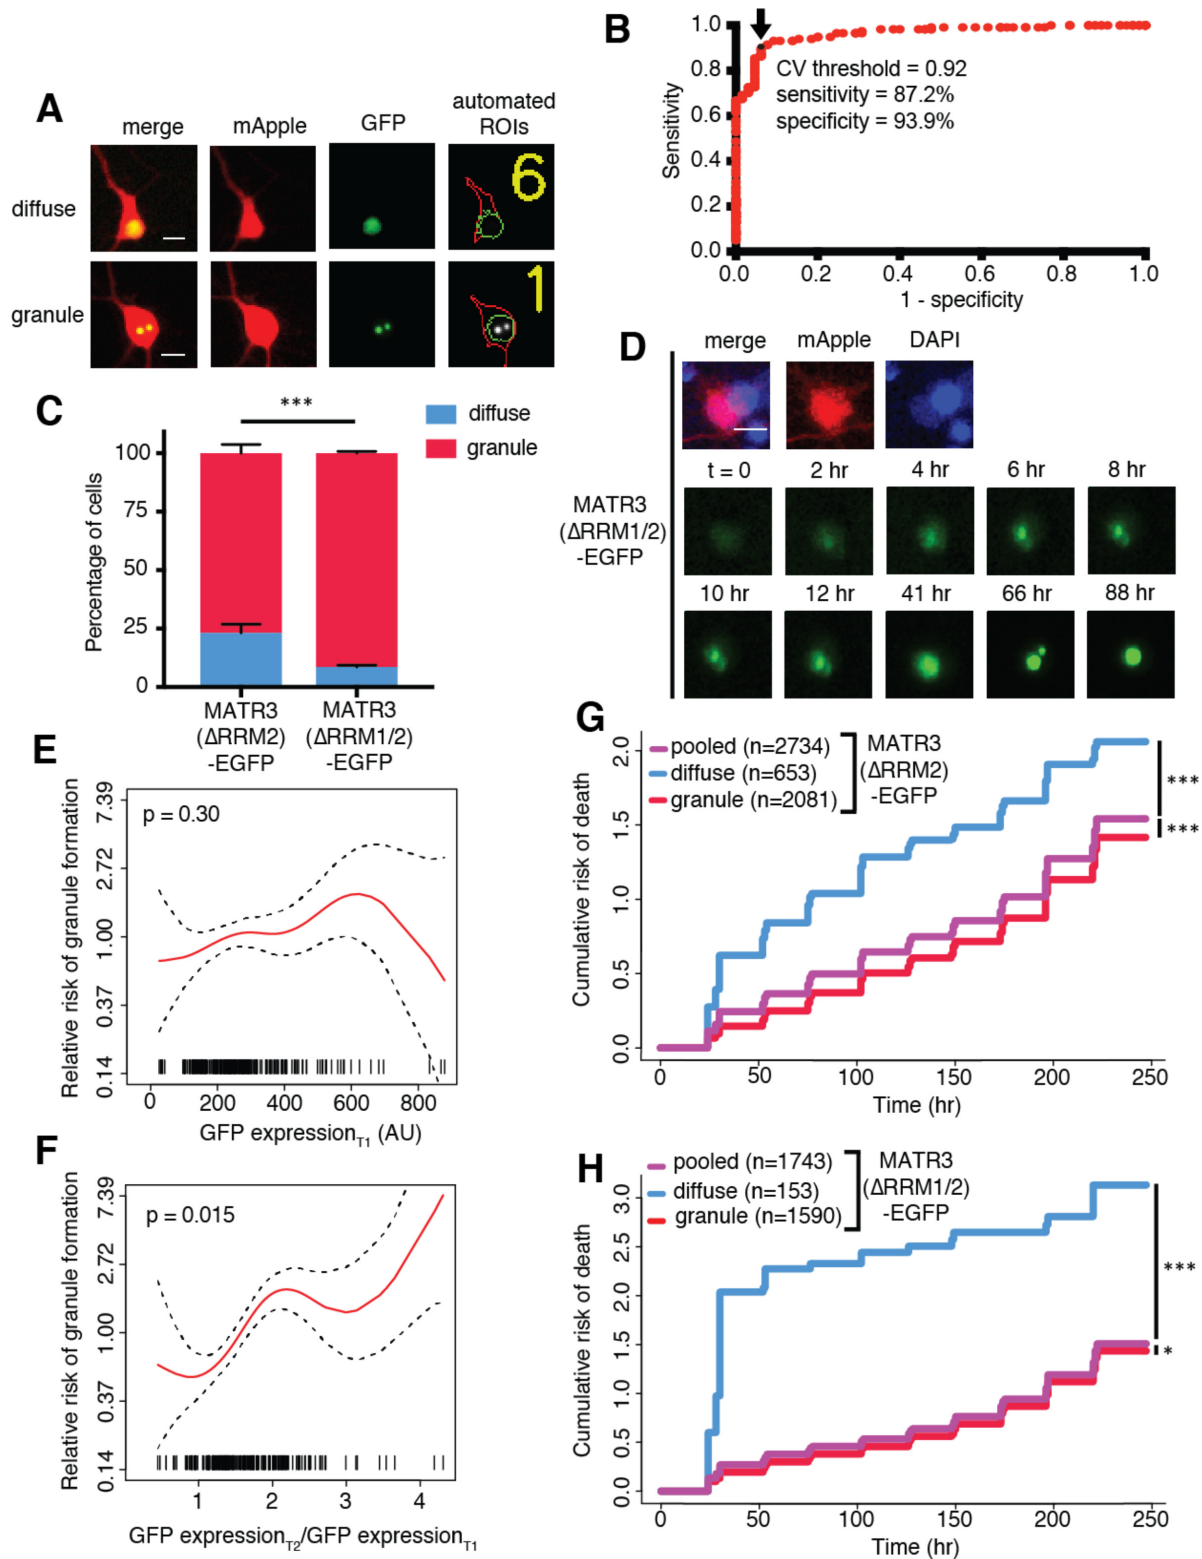 A
merge
mApple
GFP
automated
ROIs
diffuse
6
granule
1
B
1.0
0.8
0.6
0.4
0.2
0.0
Sensitivity
CV threshold = 0.92
sensitivity = 87.2%
specificity = 93.9%
0.0 0.2 0.4 0.6 0.8 1.0
1 - specificity
C
***
diffuse
granule
100
75
50
25
0
Percentage of cells
MATR3
(ΔRRM2)
-EGFP
MATR3
(ΔRRM1/2)
-EGFP
D
merge
mApple
DAPI
MATR3
(ΔRRM1/2)
-EGFP
t = 0
2 hr
4 hr
6 hr
8 hr
10 hr
12 hr
41 hr
66 hr
88 hr
E
p = 0.30
7.39
2.72
1.00
0.37
0.14
Relative risk of granule formation
0 200 400 600 800
GFP expressionT1 (AU)
F
p = 0.015
7.39
2.72
1.00
0.37
0.14
Relative risk of granule formation
1 2 3 4
GFP expressionT2/GFP expressionT1
G
pooled (n=2734)
diffuse (n=653)
granule (n=2081)
MATR3
(ΔRRM2)
-EGFP
***
***
2.0
1.5
1.0
0.5
0.0
Cumulative risk of death
0 50 100 150 200 250
Time (hr)
H
pooled (n=1743)
diffuse (n=153)
granule (n=1590)
MATR3
(ΔRRM1/2)
-EGFP
***
*
3.0
2.5
2.0
1.5
1.0
0.5
0.0
Cumulative risk of death
0 50 100 150 200 250
Time (hr)